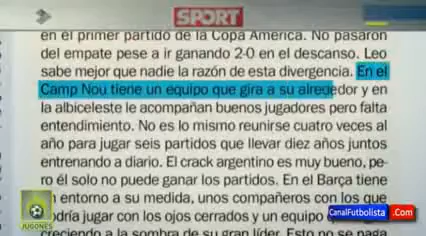 SPORT
en el primer partido de la Copa América. No pasaron
del empate pese a ir ganando 2-0 en el descanso. Leo
sabe mejor que nadie la razón de esta divergencia. En el
Camp Nou tiene un equipo que gira a su alrededor y en
la albiceleste le acompañan buenos jugadores pero falta
entendimiento. No es lo mismo reunirse cuatro veces al
año para jugar seis partidos que llevar diez años juntos
entrenando a diario. El crack argentino es muy bueno, pe-
ro él solo no puede ganar los partidos. En el Barça tiene
un entorno a su medida, unos compañeros con los que
podría jugar con los ojos cerrados y un equipo
creciendo a la sombra de su gran líder. Esto no se paga
JUGONES
CanalFutbolista .Com